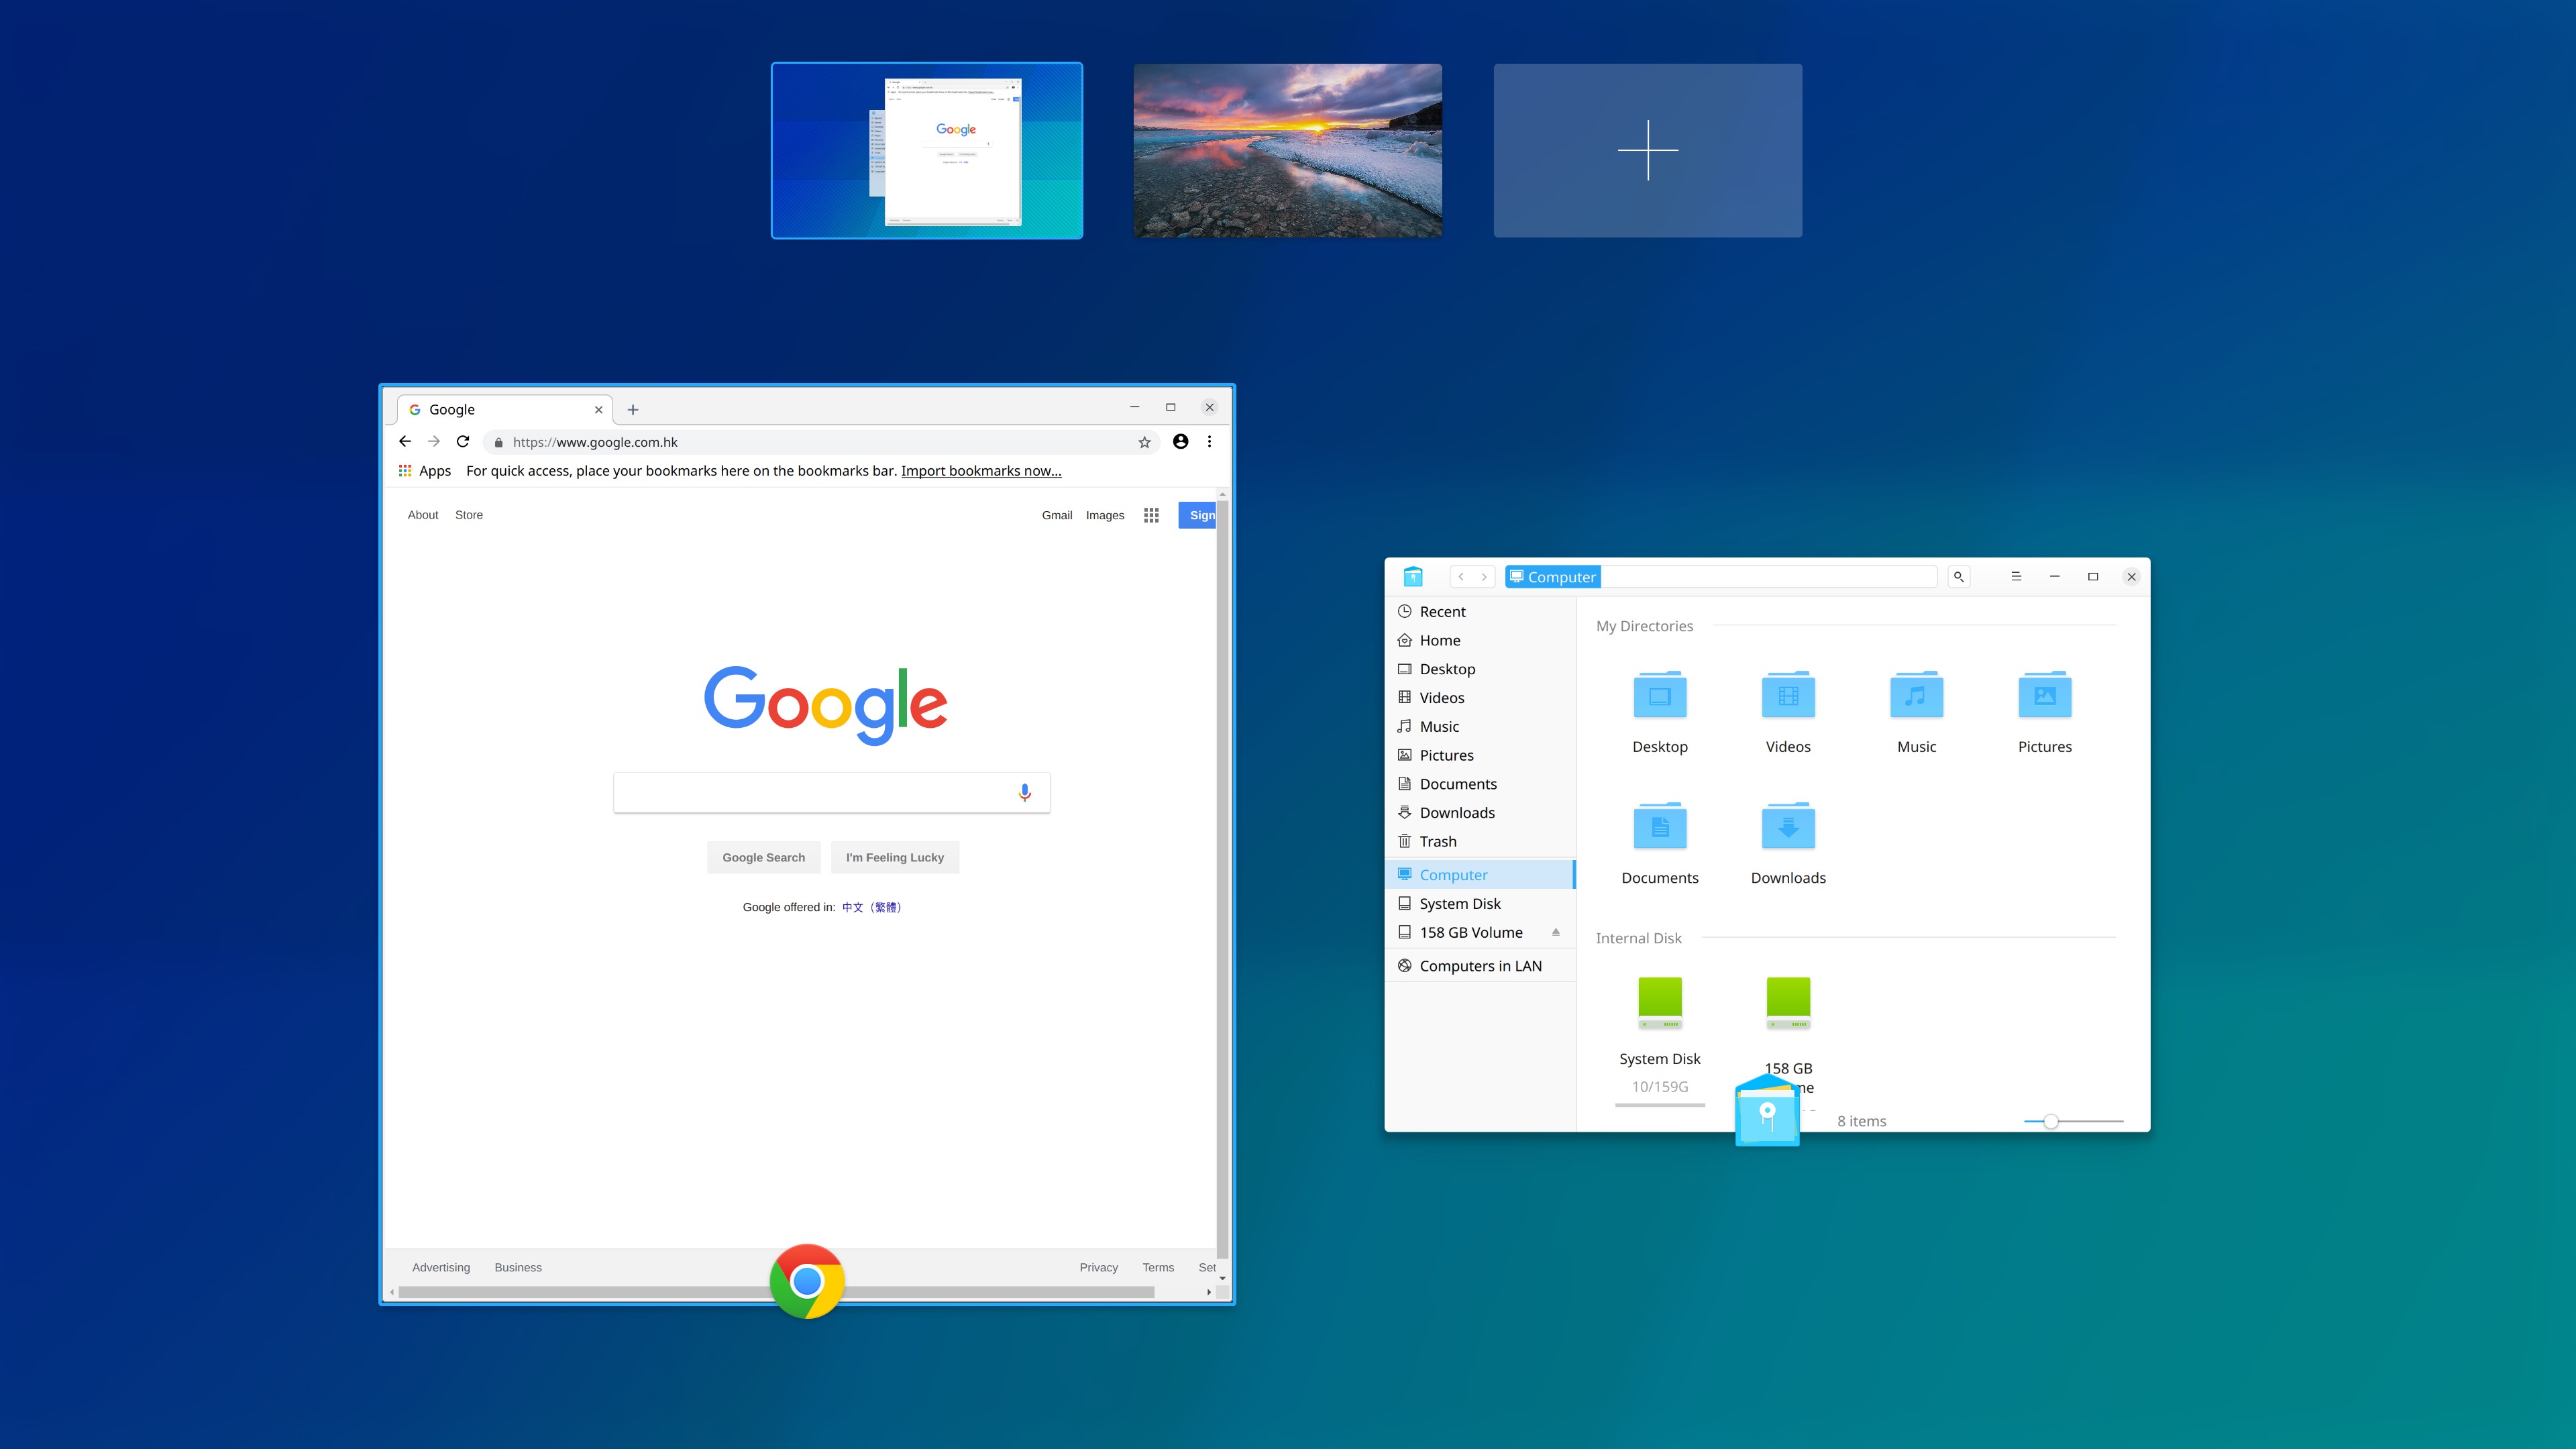 Google
Google
https://www.google.com.hk
Apps For quick access, place your bookmarks here on the bookmarks bar. Import bookmarks now...
About Store Gmail Images Sign
Google
Google Search I'm Feeling Lucky
Google offered in: 中文（繁體）
Advertising Business Privacy Terms Set
Computer
Recent
Home
Desktop
Videos
Music
Pictures
Documents
Downloads
Trash
Computer
System Disk
158 GB Volume
Computers in LAN
My Directories
Desktop Videos Music Pictures
Documents Downloads
Internal Disk
System Disk
10/159G
158 GB
8 items